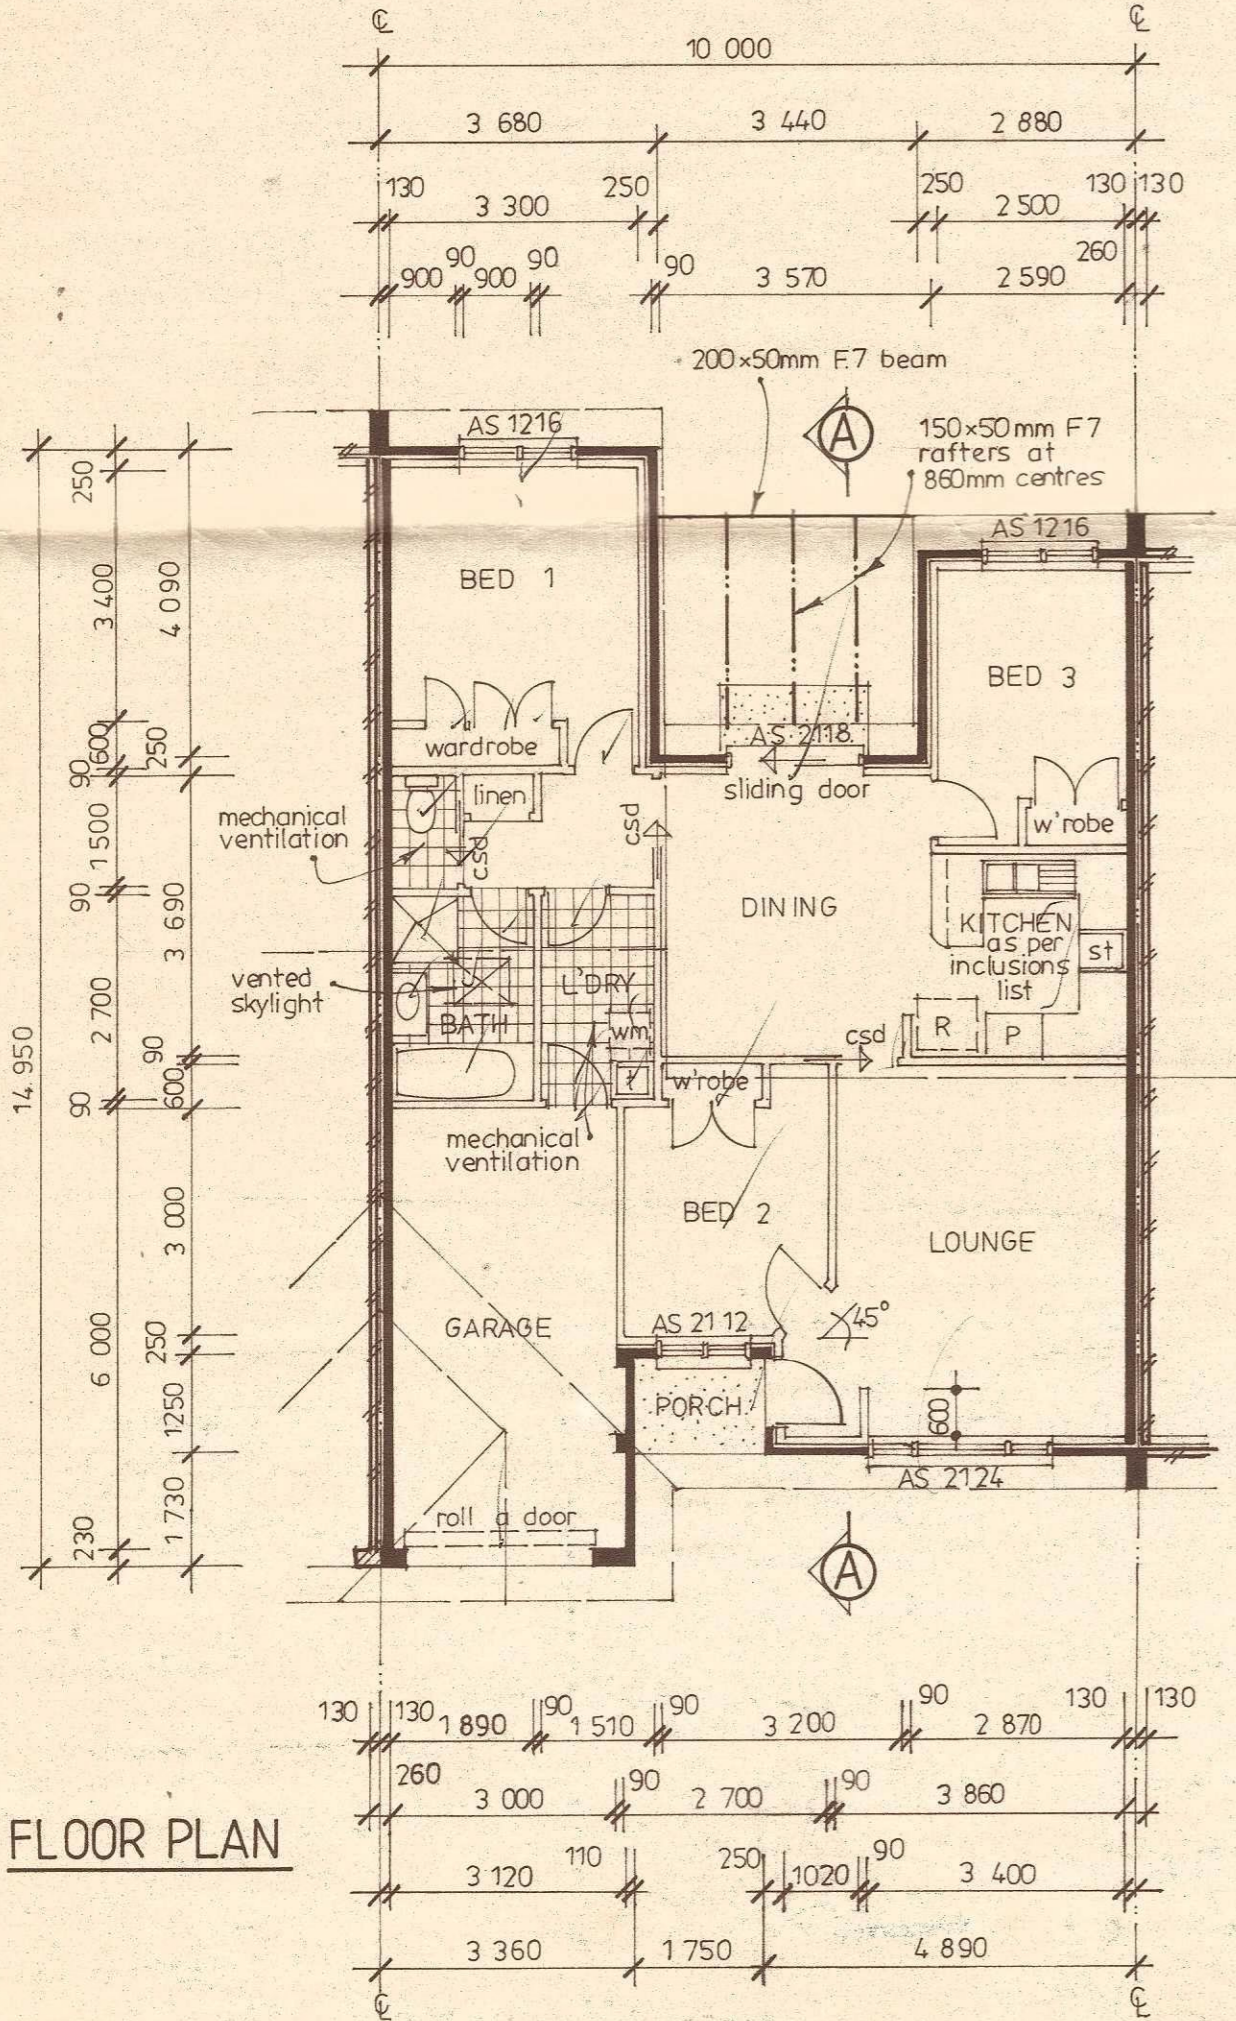 ℄ ℄
10 000
3 680 3 440 2 880
130 3 300 250 250 2 500 130 130
900 90 900 90 90 3 570 2 590 260
200×50mm F.7 beam
A
150×50mm F7
rafters at
860mm centres
AS 1216
AS 1216
BED 1
BED 3
wardrobe
AS 2118
sliding door
w'robe
linen
csd
csd
mechanical
ventilation
DINING
KITCHEN
as per
inclusions
list
st
R
P
vented
skylight
L'DRY
BATH
wm
t
csd
w'robe
mechanical
ventilation
BED 2
LOUNGE
GARAGE
AS 2112
45°
PORCH
600
AS 2124
roll a door
A
14 950
250
3 400
600
90
1 500
90
2 700
90
6 000
230
4 090
250
3 690
90
600
3 000
250
1250
1 730
130 130 1 890 90 1 510 90 3 200 90 2 870 130 130
260 3 000 90 2 700 90 3 860
3 120 110 250 1020 90 3 400
3 360 1 750 4 890
℄ ℄
FLOOR PLAN